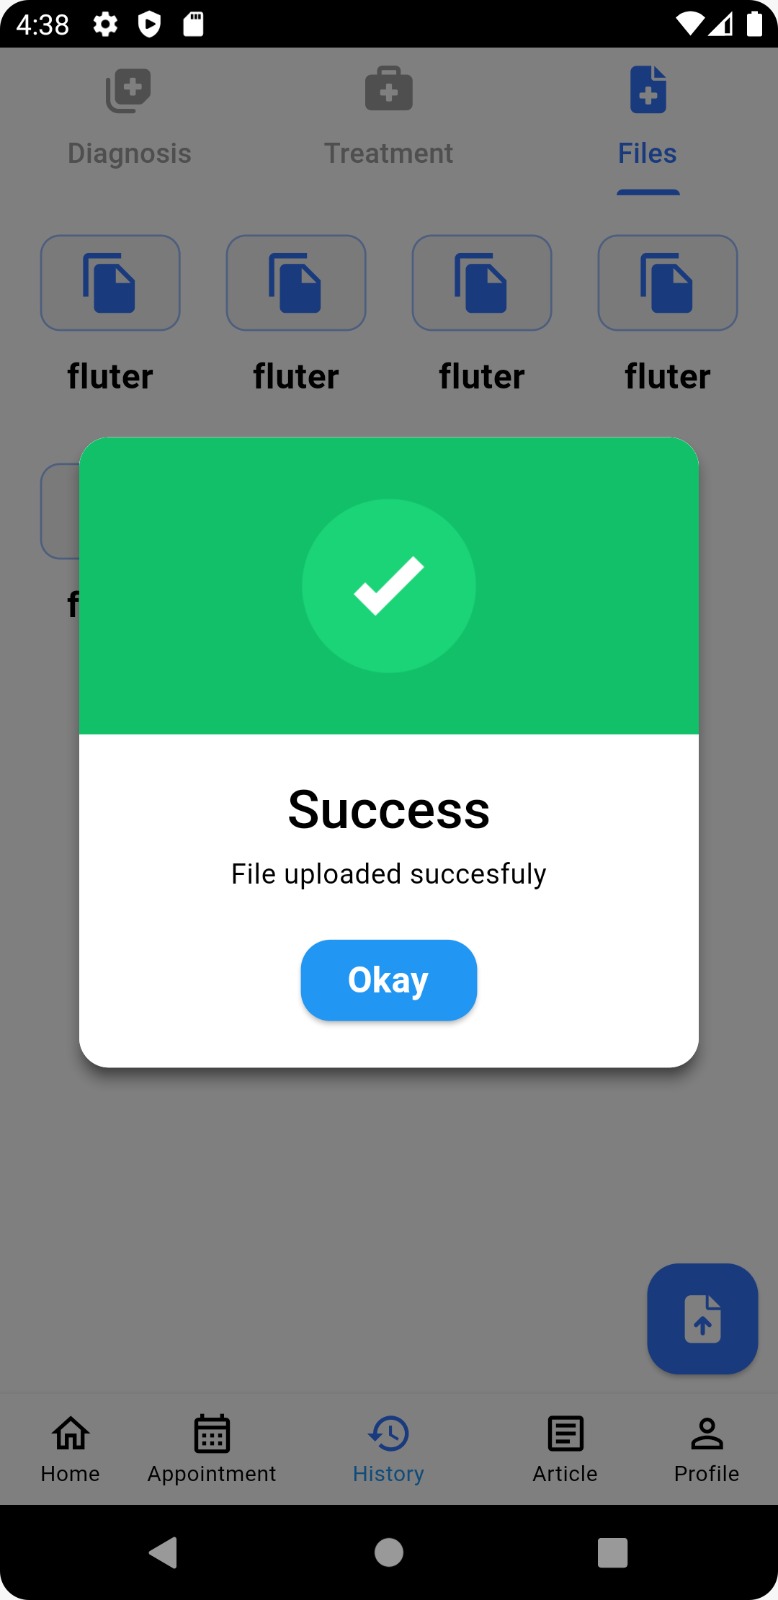 4:38
Diagnosis Treatment Files
fluter fluter fluter fluter
Success
File uploaded succesfuly
Okay
Home Appointment History Article Profile